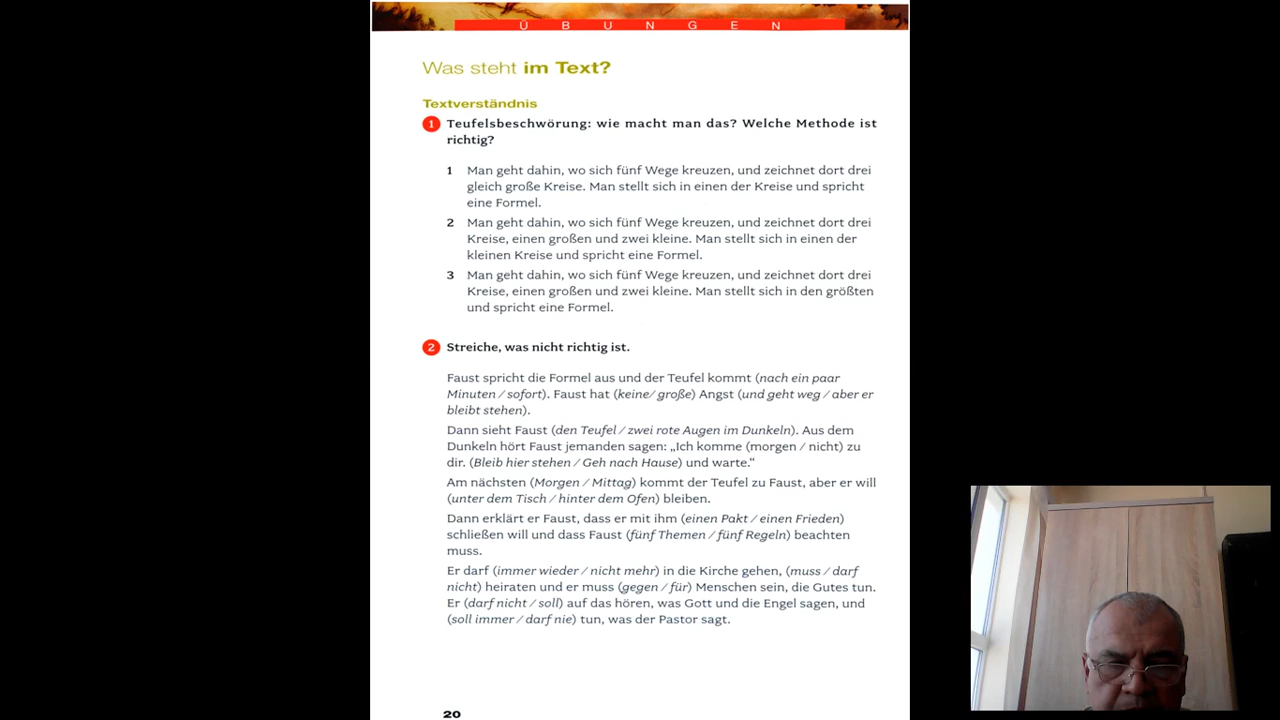 ÜBUNGEN
Was steht im Text?
Textverständnis
1 Teufelsbeschwörung: wie macht man das? Welche Methode ist
richtig?
1 Man geht dahin, wo sich fünf Wege kreuzen, und zeichnet dort drei
gleich große Kreise. Man stellt sich in einen der Kreise und spricht
eine Formel.
2 Man geht dahin, wo sich fünf Wege kreuzen, und zeichnet dort drei
Kreise, einen großen und zwei kleine. Man stellt sich in einen der
kleinen Kreise und spricht eine Formel.
3 Man geht dahin, wo sich fünf Wege kreuzen, und zeichnet dort drei
Kreise, einen großen und zwei kleine. Man stellt sich in den größten
und spricht eine Formel.
2 Streiche, was nicht richtig ist.
Faust spricht die Formel aus und der Teufel kommt (nach ein paar
Minuten / sofort). Faust hat (keine/ große) Angst (und geht weg / aber er
bleibt stehen).
Dann sieht Faust (den Teufel / zwei rote Augen im Dunkeln). Aus dem
Dunkeln hört Faust jemanden sagen: „Ich komme (morgen / nicht) zu
dir. (Bleib hier stehen / Geh nach Hause) und warte.“
Am nächsten (Morgen / Mittag) kommt der Teufel zu Faust, aber er will
(unter dem Tisch / hinter dem Ofen) bleiben.
Dann erklärt er Faust, dass er mit ihm (einen Pakt / einen Frieden)
schließen will und dass Faust (fünf Themen / fünf Regeln) beachten
muss.
Er darf (immer wieder / nicht mehr) in die Kirche gehen, (muss / darf
nicht) heiraten und er muss (gegen / für) Menschen sein, die Gutes tun.
Er (darf nicht / soll) auf das hören, was Gott und die Engel sagen, und
(soll immer / darf nie) tun, was der Pastor sagt.
20